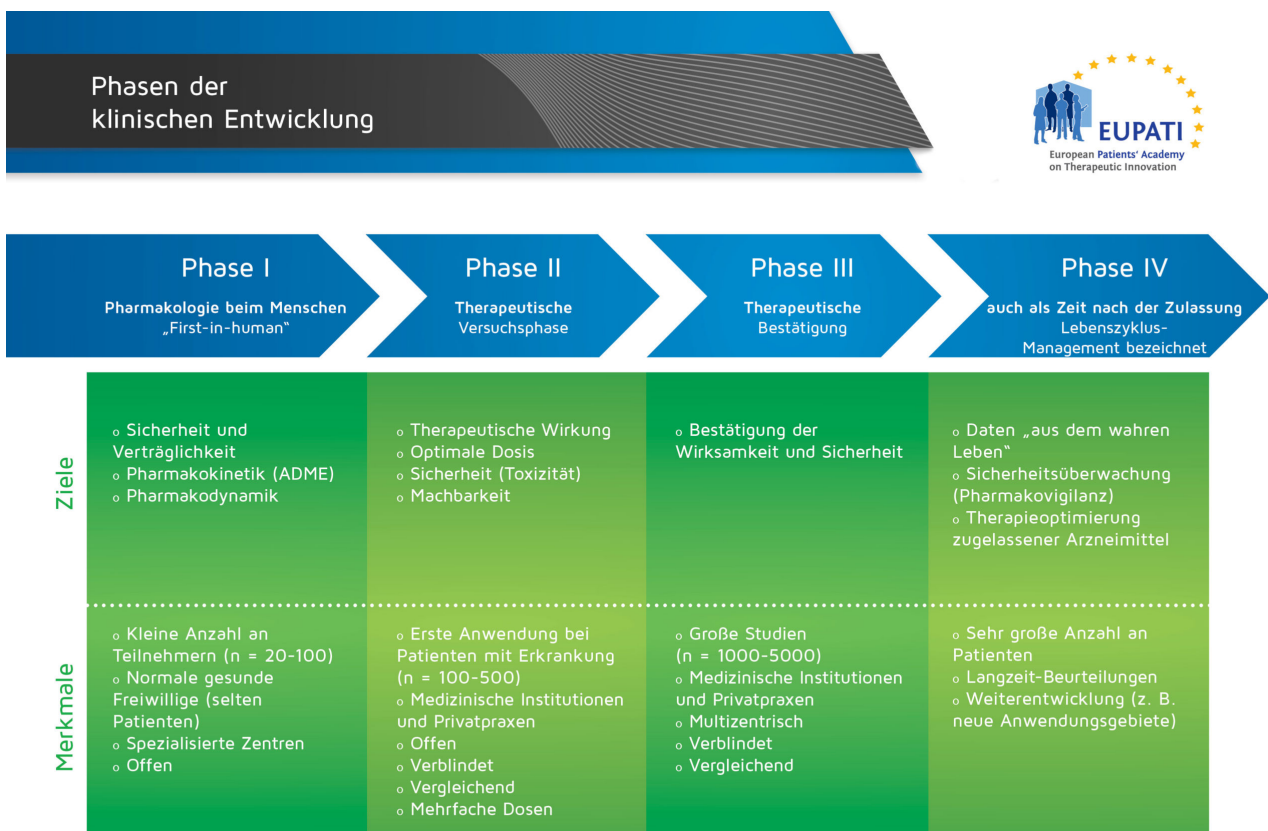 Phasen der
klinischen Entwicklung
EUPATI
European Patients' Academy
on Therapeutic Innovation
Phase I
Pharmakologie beim Menschen
„First-in-human“
Phase II
Therapeutische
Versuchsphase
Phase III
Therapeutische
Bestätigung
Phase IV
auch als Zeit nach der Zulassung
Lebenszyklus-
Management bezeichnet
Ziele
o Sicherheit und
Verträglichkeit
o Pharmakokinetik (ADME)
o Pharmakodynamik
o Therapeutische Wirkung
o Optimale Dosis
o Sicherheit (Toxizität)
o Machbarkeit
o Bestätigung der
Wirksamkeit und Sicherheit
o Daten „aus dem wahren
Leben“
o Sicherheitsüberwachung
(Pharmakovigilanz)
o Therapieoptimierung
zugelassener Arzneimittel
Merkmale
o Kleine Anzahl an
Teilnehmern (n = 20-100)
o Normale gesunde
Freiwillige (selten
Patienten)
o Spezialisierte Zentren
o Offen
o Erste Anwendung bei
Patienten mit Erkrankung
(n = 100-500)
o Medizinische Institutionen
und Privatpraxen
o Offen
o Verblindet
o Vergleichend
o Mehrfache Dosen
o Große Studien
(n = 1000-5000)
o Medizinische Institutionen
und Privatpraxen
o Multizentrisch
o Verblindet
o Vergleichend
o Sehr große Anzahl an
Patienten
o Langzeit-Beurteilungen
o Weiterentwicklung (z. B.
neue Anwendungsgebiete)